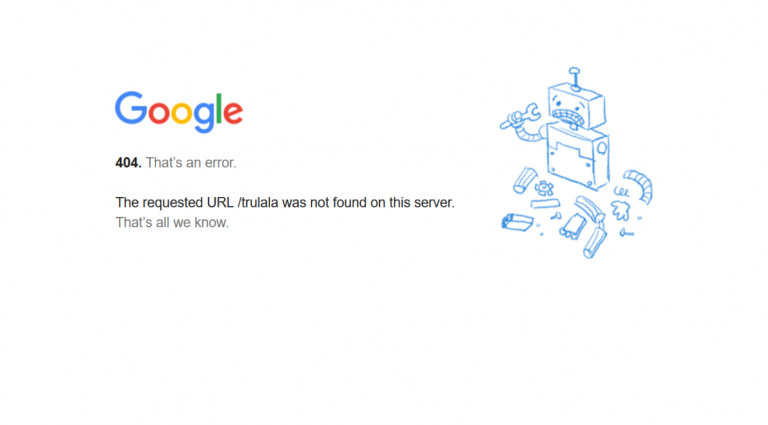 Google
404. That's an error.
The requested URL /trulala was not found on this server.
That's all we know.